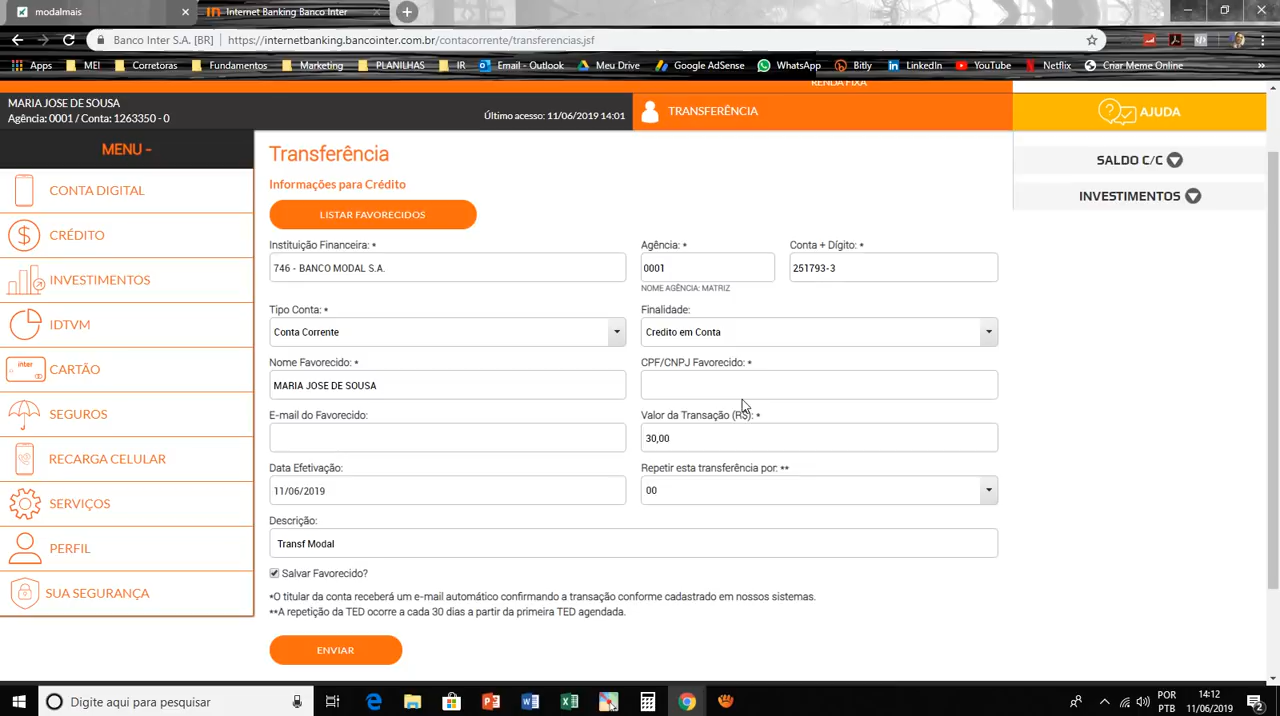 modalmais
Internet Banking Banco Inter
Banco Inter S.A. [BR]
https://internetbanking.bancointer.com.br/contacorrente/transferencias.jsf
Apps
MEI
Corretoras
Fundamentos
Marketing
PLANILHAS
IR
Email - Outlook
Meu Drive
Google AdSense
WhatsApp
Bitly
LinkedIn
YouTube
Netflix
Criar Meme Online
»
RENDA FIXA
MARIA JOSE DE SOUSA
Agência: 0001 / Conta: 1263350 - 0
Último acesso: 11/06/2019 14:01
TRANSFERÊNCIA
AJUDA
SALDO C/C
INVESTIMENTOS
MENU -
CONTA DIGITAL
CRÉDITO
INVESTIMENTOS
IDTVM
inter
CARTÃO
SEGUROS
RECARGA CELULAR
SERVIÇOS
PERFIL
SUA SEGURANÇA
Transferência
Informações para Crédito
LISTAR FAVORECIDOS
Instituição Financeira: *
746 - BANCO MODAL S.A.
Agência: *
0001
NOME AGÊNCIA: MATRIZ
Conta + Dígito: *
251793-3
Tipo Conta: *
Conta Corrente
Finalidade:
Credito em Conta
Nome Favorecido: *
MARIA JOSE DE SOUSA
CPF/CNPJ Favorecido: *
E-mail do Favorecido:
Valor da Transação (R$): *
30,00
Data Efetivação:
11/06/2019
Repetir esta transferência por: **
00
Descrição:
Transf Modal
Salvar Favorecido?
*O titular da conta receberá um e-mail automático confirmando a transação conforme cadastrado em nossos sistemas.
**A repetição da TED ocorre a cada 30 dias a partir da primeira TED agendada.
ENVIAR
Digite aqui para pesquisar
POR
PTB
14:12
11/06/2019
2